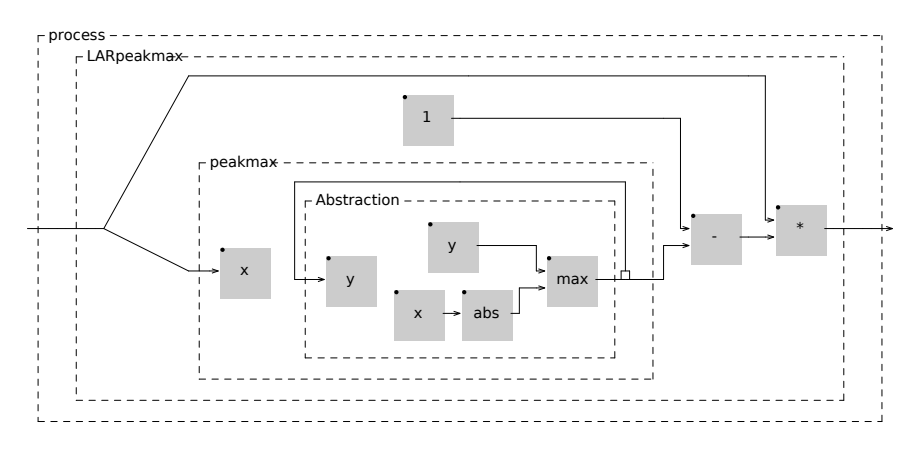 process
LARpeakmax
1
peakmax
Abstraction
y
x
y
x
abs
max
-
*